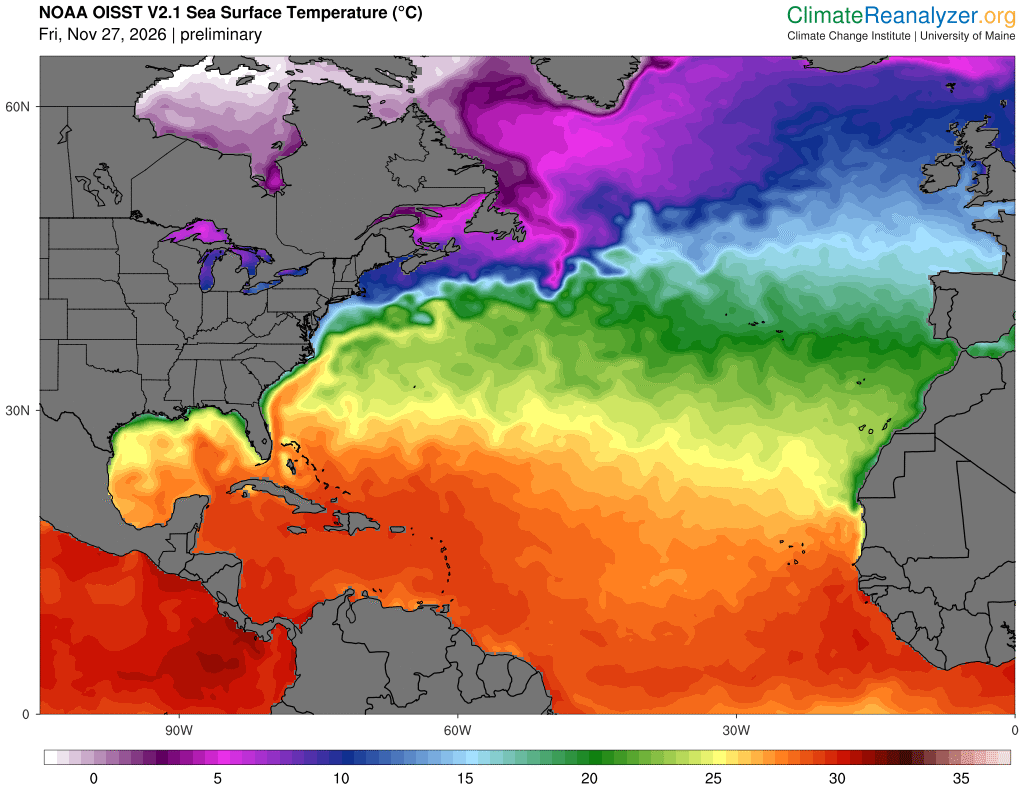 NOAA OISST V2.1 Sea Surface Temperature (°C)
Fri, Nov 27, 2026 | preliminary
ClimateReanalyzer.org
Climate Change Institute | University of Maine
60N
30N
0
90W
60W
30W
0
0
5
10
15
20
25
30
35